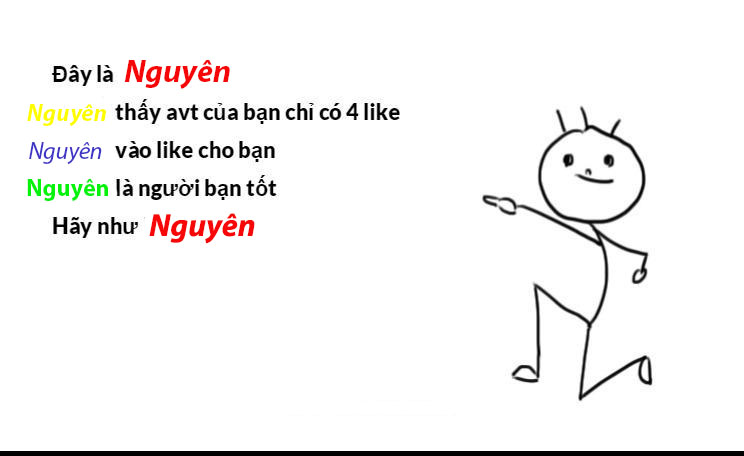 Đây là Nguyên
Nguyên thấy avt của bạn chỉ có 4 like
Nguyên vào like cho bạn
Nguyên là người bạn tốt
Hãy như Nguyên